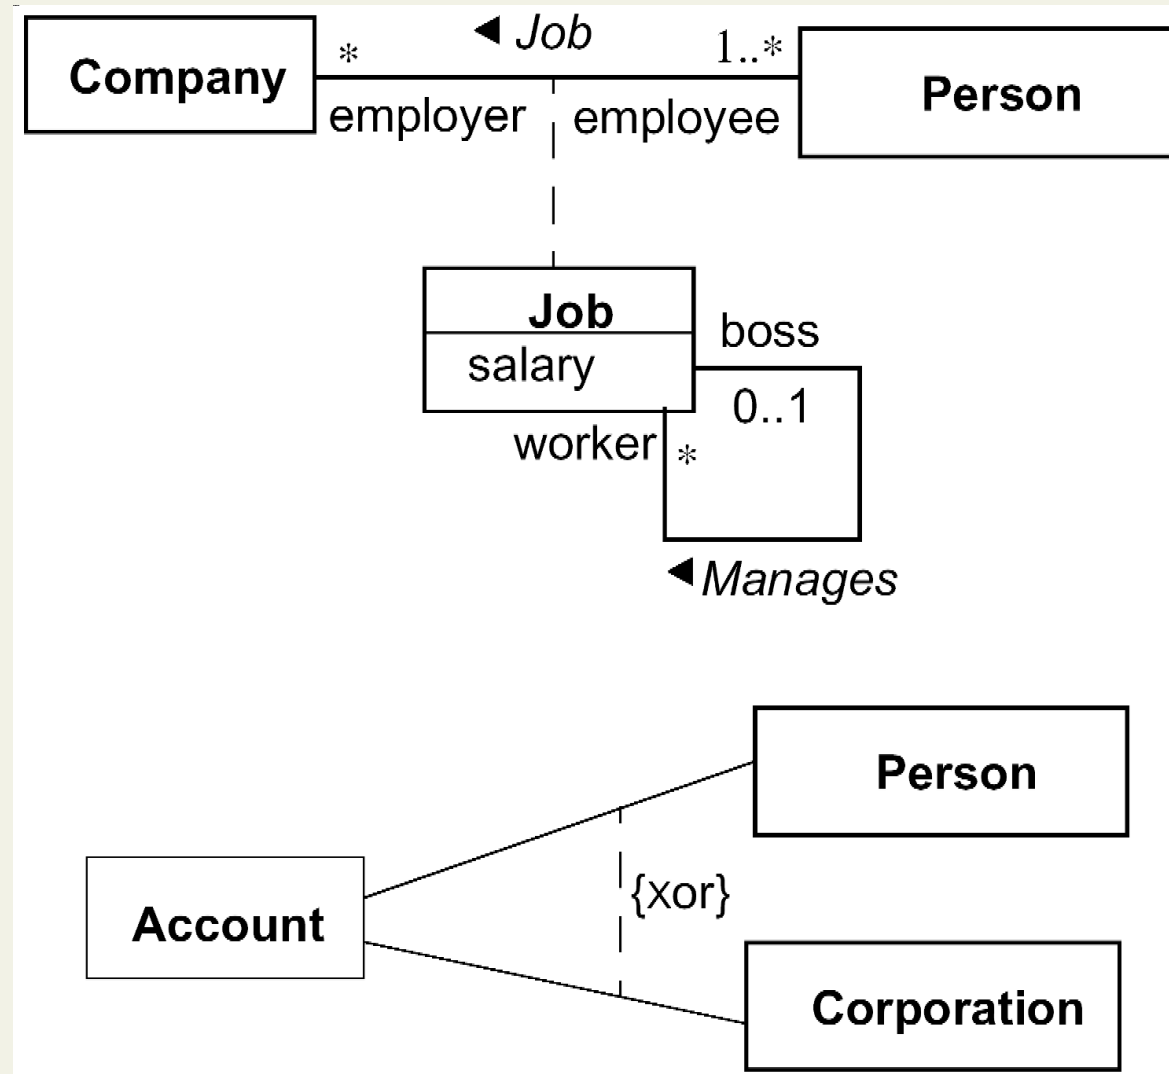 ◀ Job
* 1..*
Company
Person
employer employee
Job
salary
boss
0..1
worker *
◀ Manages
Person
{xor}
Account
Corporation